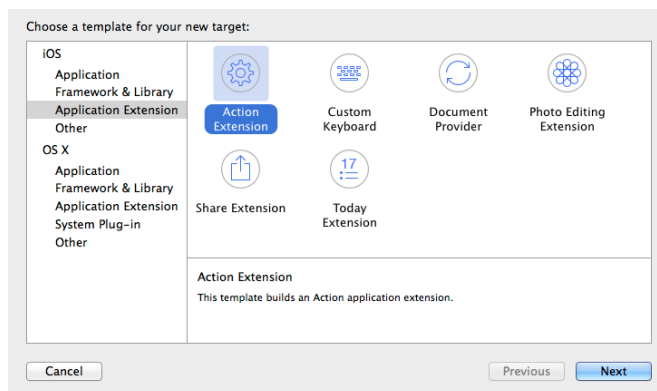 Choose a template for your new target:
iOS
Application
Framework & Library
Application Extension
Other
OS X
Application
Framework & Library
Application Extension
System Plug-in
Other
Action
Extension
Custom
Keyboard
Document
Provider
Photo Editing
Extension
Share Extension
17
Today
Extension
Action Extension
This template builds an Action application extension.
Cancel
Previous
Next